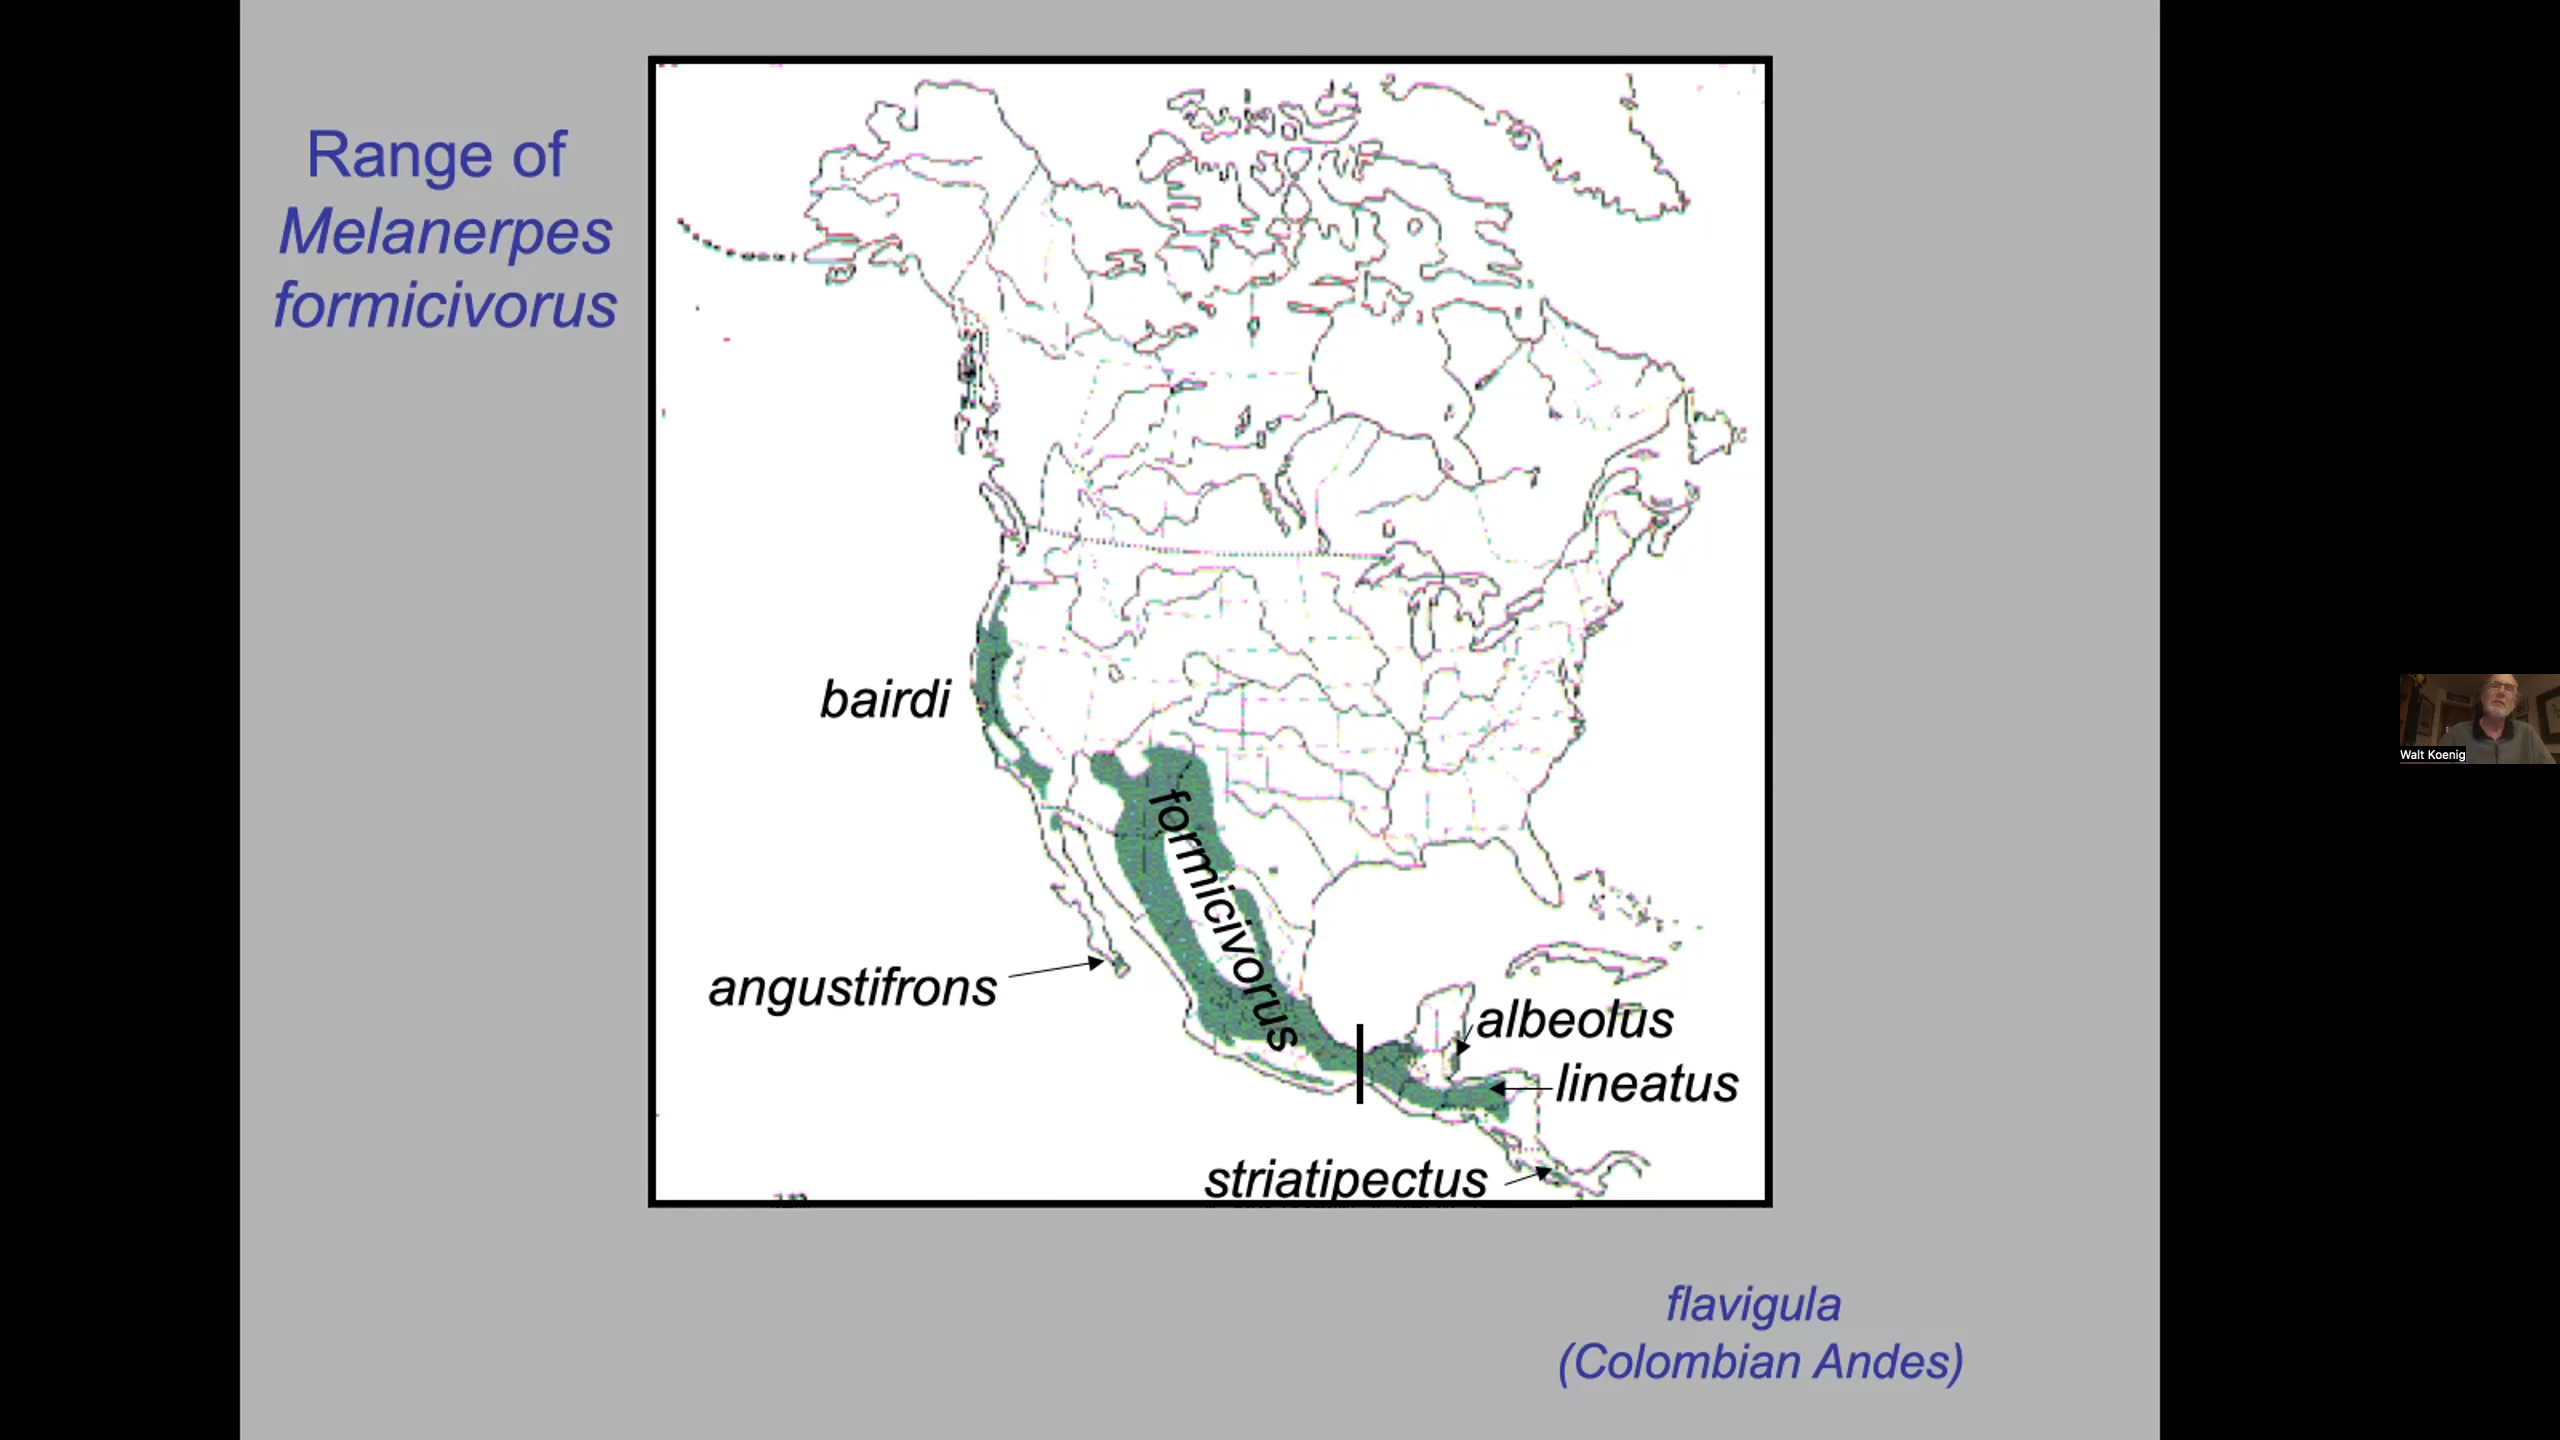 Range of
Melanerpes
formicivorus
bairdi
formicivorus
angustifrons
albeolus
lineatus
striatipectus
flavigula
(Colombian Andes)
Walt Koenig